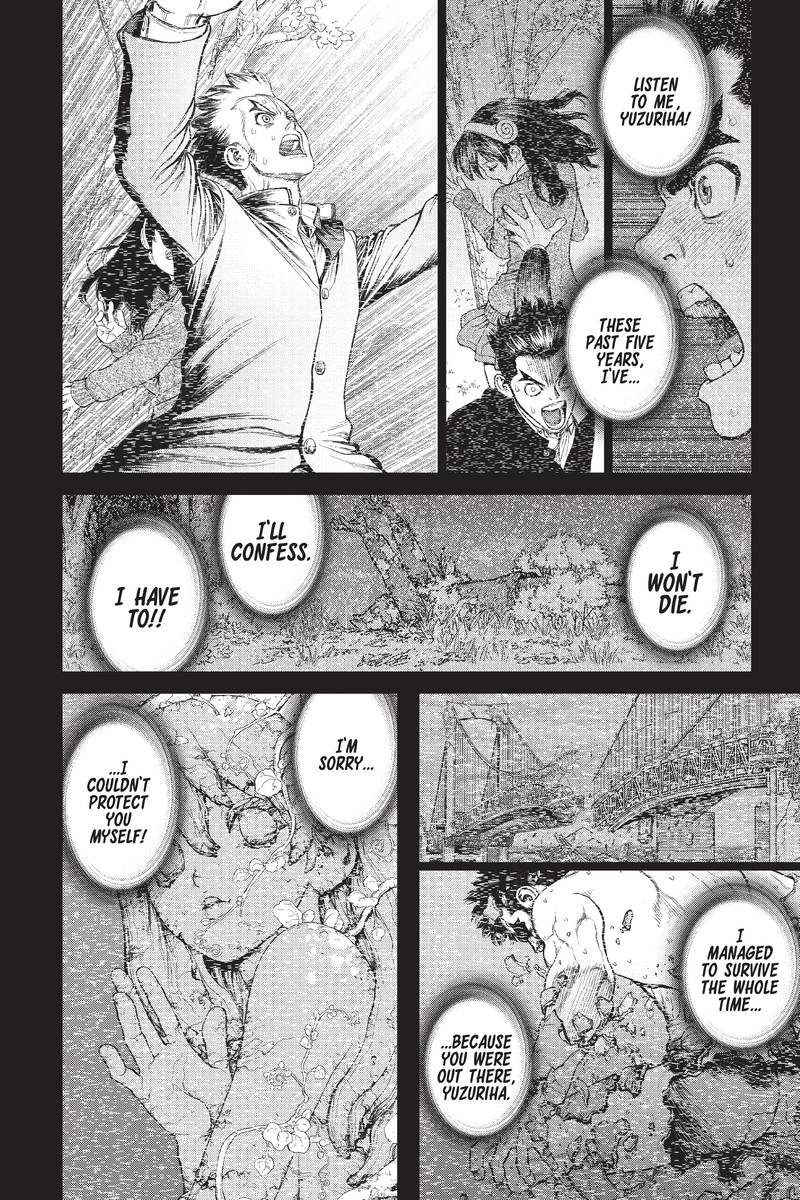 LISTEN
TO ME,
YUZURIHA!
THESE
PAST FIVE
YEARS,
I'VE...
I
WON'T
DIE.
I'LL
CONFESS.
I HAVE
TO!!
I
MANAGED
TO SURVIVE
THE WHOLE
TIME...
...BECAUSE
YOU WERE
OUT THERE,
YUZURIHA.
I'M
SORRY...
...I
COULDN'T
PROTECT
YOU
MYSELF!